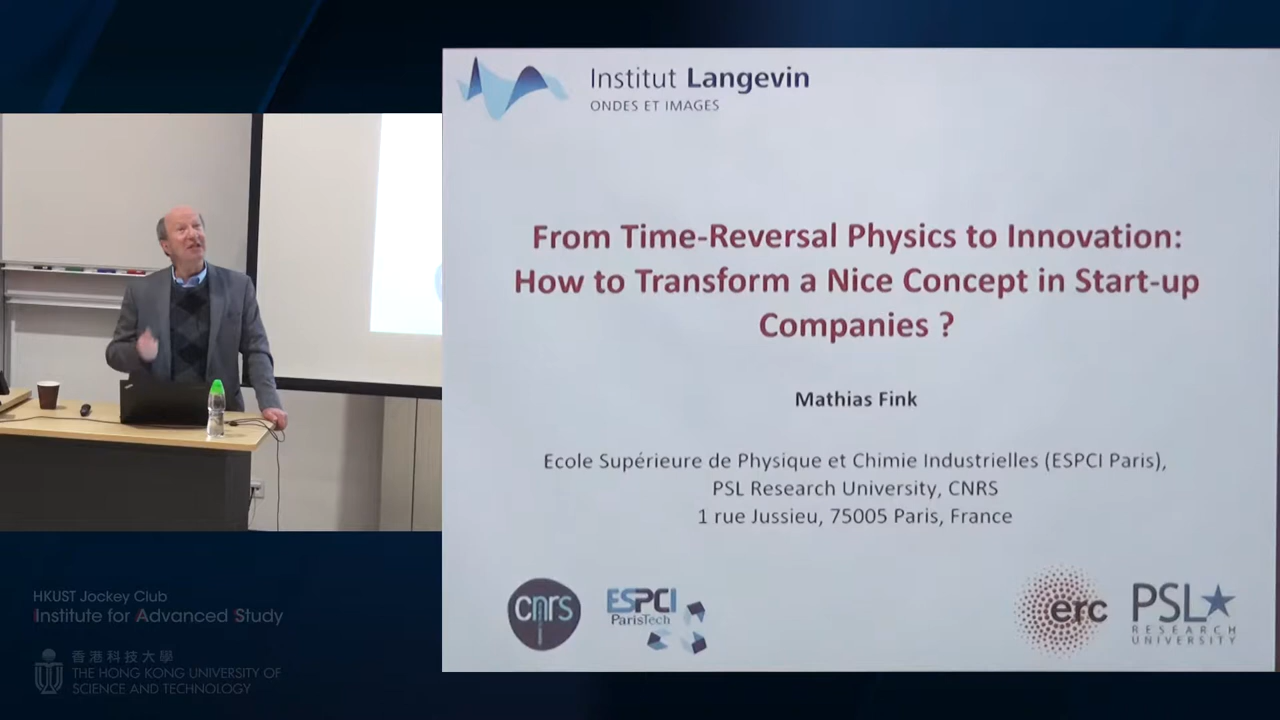 Institut Langevin
ONDES ET IMAGES
From Time-Reversal Physics to Innovation:
How to Transform a Nice Concept in Start-up
Companies ?
Mathias Fink
Ecole Supérieure de Physique et Chimie Industrielles (ESPCI Paris),
PSL Research University, CNRS
1 rue Jussieu, 75005 Paris, France
cnrs
ESPCI
ParisTech
erc
PSL
RESEARCH
UNIVERSITY
HKUST Jockey Club
Institute for Advanced Study
香港科技大學
THE HONG KONG UNIVERSITY OF
SCIENCE AND TECHNOLOGY